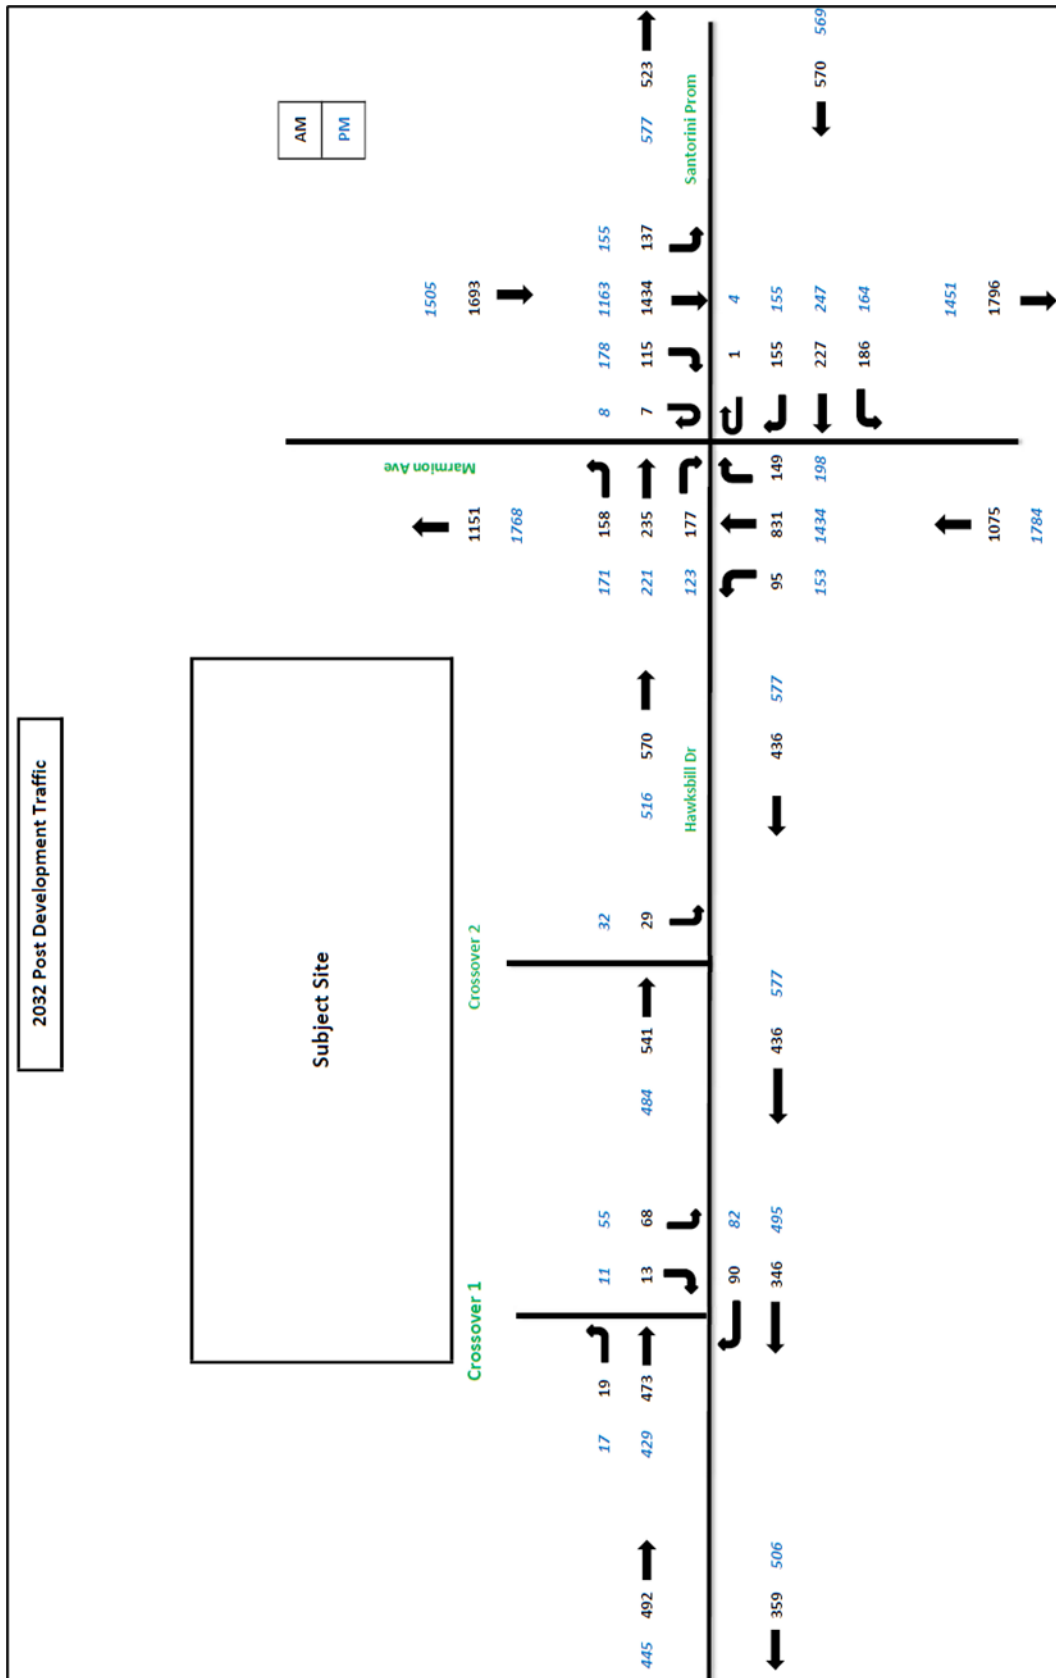 2032 Post Development Traffic
AM
Subject Site
PM
Marmion Ave
1505
Crossover 1 Crossover 2 1151 1693
1768
17 19 11 55 32 171 158 8 178 1163 155
445 492 429 473 13 68 484 541 29 516 570 221 235 7 115 1434 137 577 523
Hawksbill Dr 123 177 Santorini Prom
90 82 1 4
359 506 346 495 436 577 436 577 95 831 149 155 155
153 1434 198 227 247 570 569
186 164
1451
1075 1796
1784